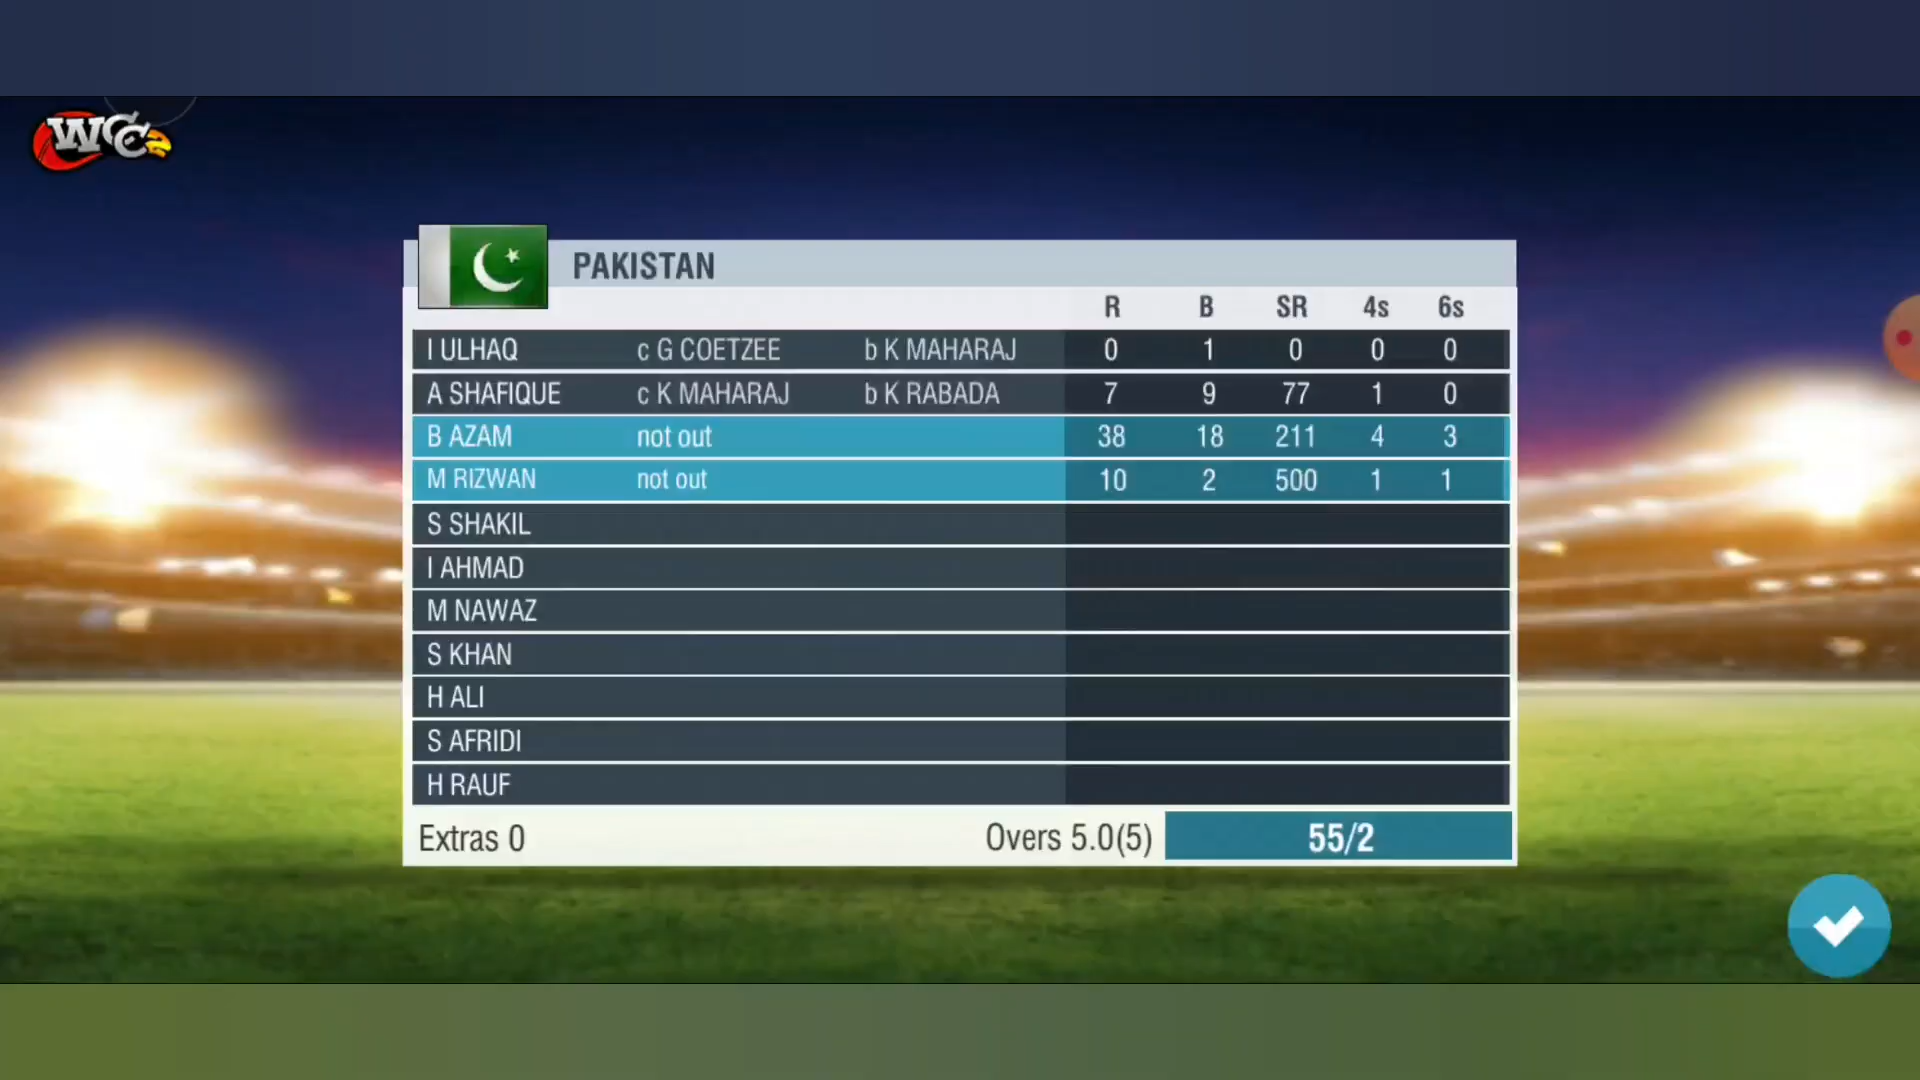 WCC2
PAKISTAN
R B SR 4s 6s
I ULHAQ c G COETZEE b K MAHARAJ 0 1 0 0 0
A SHAFIQUE c K MAHARAJ b K RABADA 7 9 77 1 0
B AZAM not out 38 18 211 4 3
M RIZWAN not out 10 2 500 1 1
S SHAKIL
I AHMAD
M NAWAZ
S KHAN
H ALI
S AFRIDI
H RAUF
Extras 0 Overs 5.0(5) 55/2